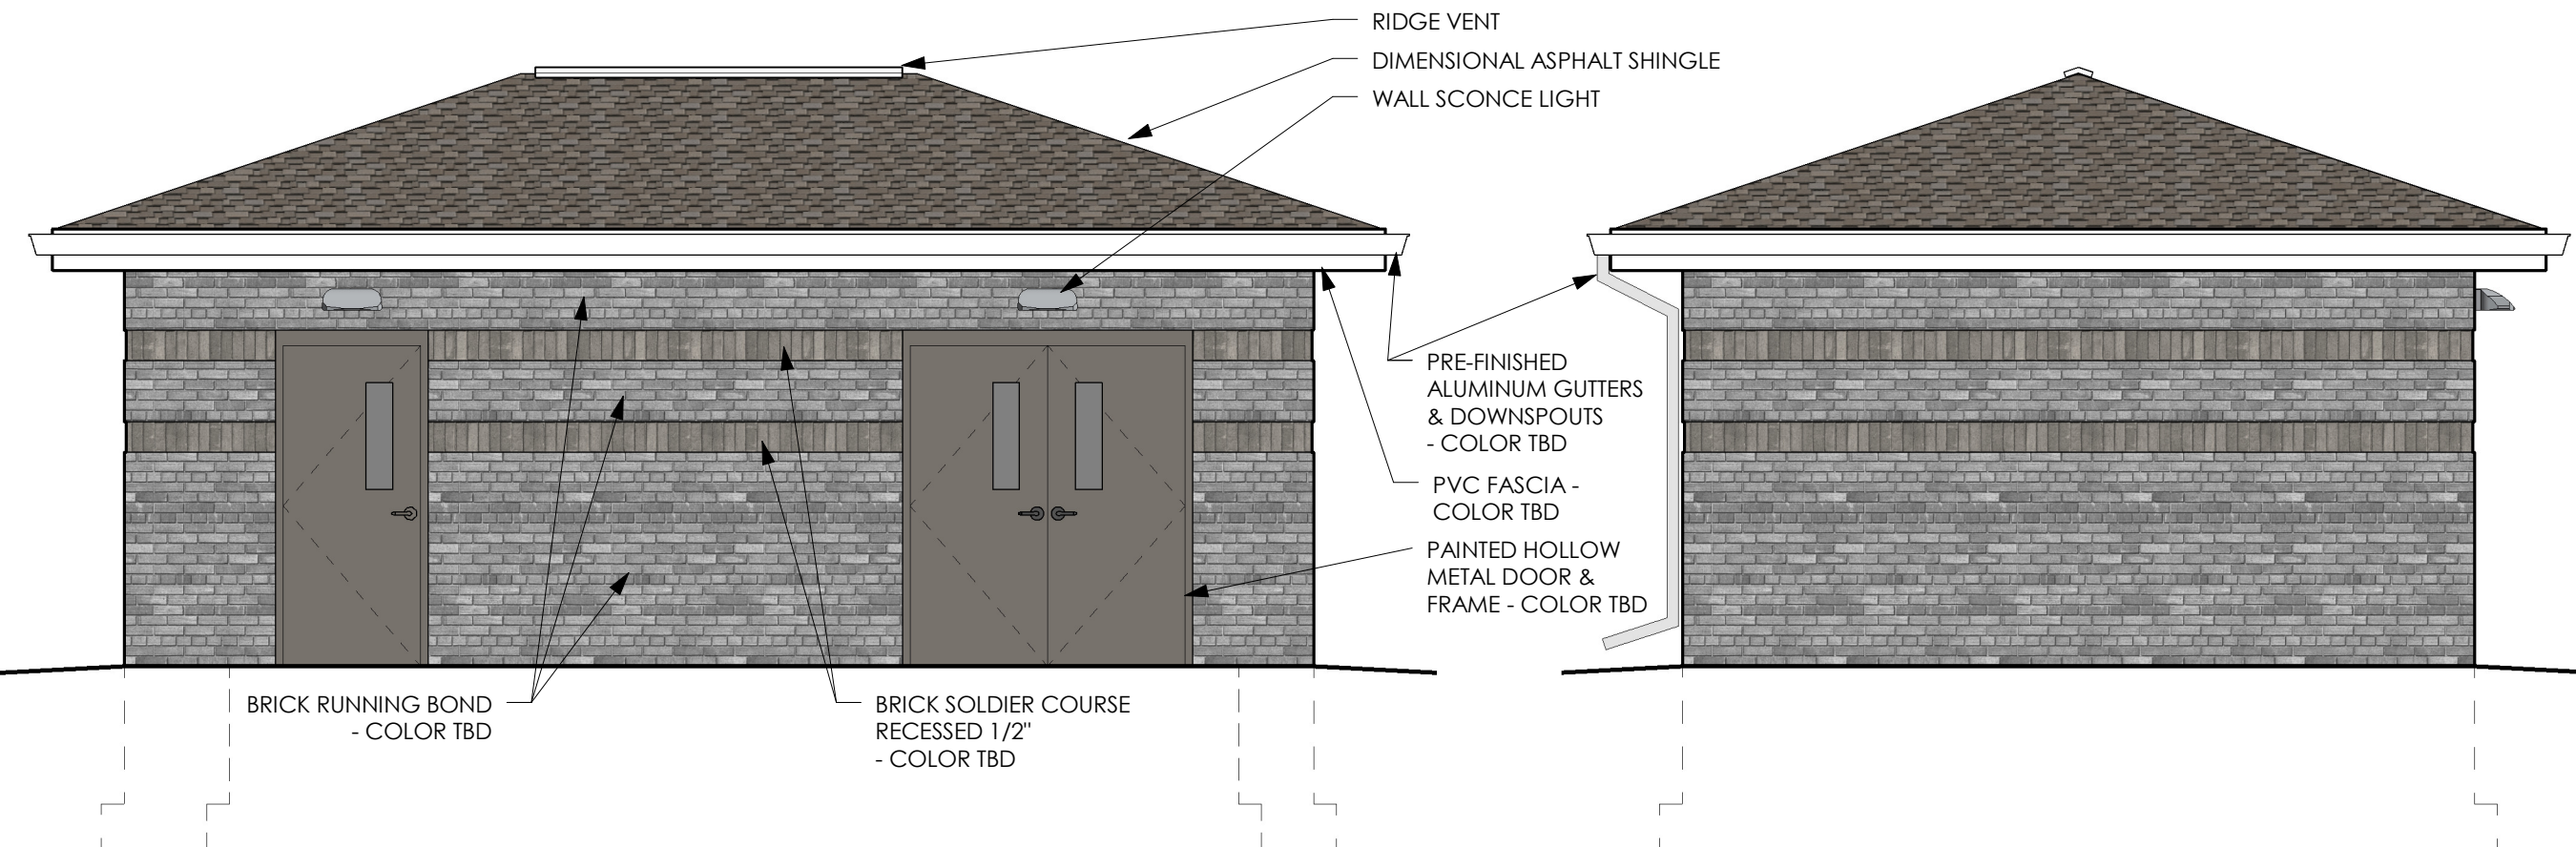 RIDGE VENT
DIMENSIONAL ASPHALT SHINGLE
WALL SCONCE LIGHT
PRE-FINISHED
ALUMINUM GUTTERS
& DOWNSPOUTS
- COLOR TBD
PVC FASCIA -
COLOR TBD
PAINTED HOLLOW
METAL DOOR &
FRAME - COLOR TBD
BRICK RUNNING BOND
- COLOR TBD
BRICK SOLDIER COURSE
RECESSED 1/2"
- COLOR TBD